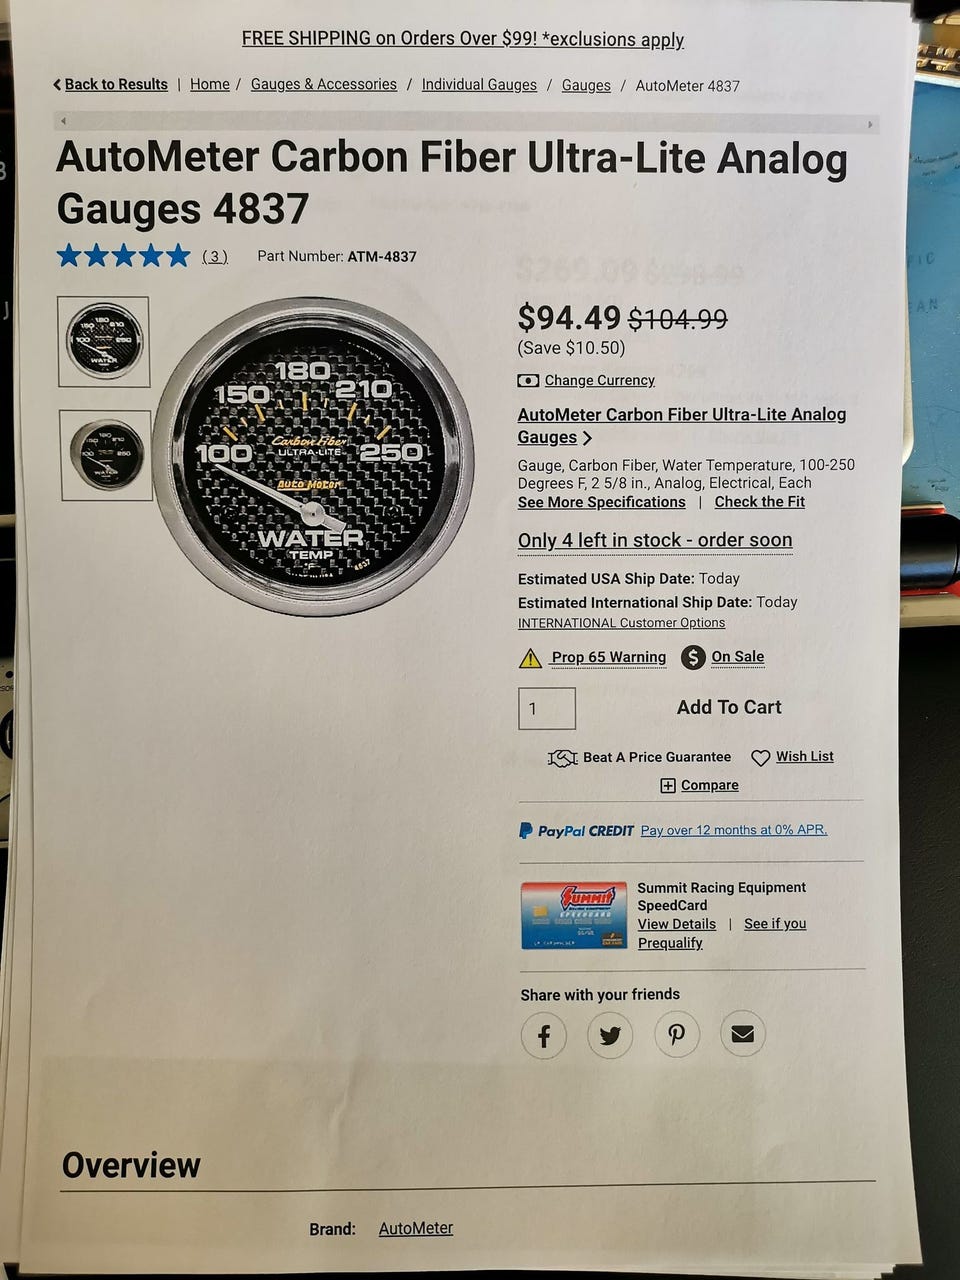 FREE SHIPPING on Orders Over $99! *exclusions apply
Back to Results | Home / Gauges & Accessories / Individual Gauges / Gauges / AutoMeter 4837
AutoMeter Carbon Fiber Ultra-Lite Analog
Gauges 4837
(3) Part Number: ATM-4837
$94.49 $104.99
(Save $10.50)
Change Currency
AutoMeter Carbon Fiber Ultra-Lite Analog
Gauges
Gauge, Carbon Fiber, Water Temperature, 100-250
Degrees F, 2 5/8 in., Analog, Electrical, Each
See More Specifications | Check the Fit
Only 4 left in stock - order soon
Estimated USA Ship Date: Today
Estimated International Ship Date: Today
INTERNATIONAL Customer Options
Prop 65 Warning $ On Sale
1 Add To Cart
Beat A Price Guarantee Wish List
Compare
PayPal CREDIT Pay over 12 months at 0% APR.
SUMMIT
RACING EQUIPMENT
SPEEDCARD
Summit Racing Equipment
SpeedCard
View Details | See if you
Prequalify
Share with your friends
100 150 180 210 250
Carbon Fiber
ULTRA-LITE
Auto Meter
WATER
TEMP
°F
4837
Overview
Brand: AutoMeter